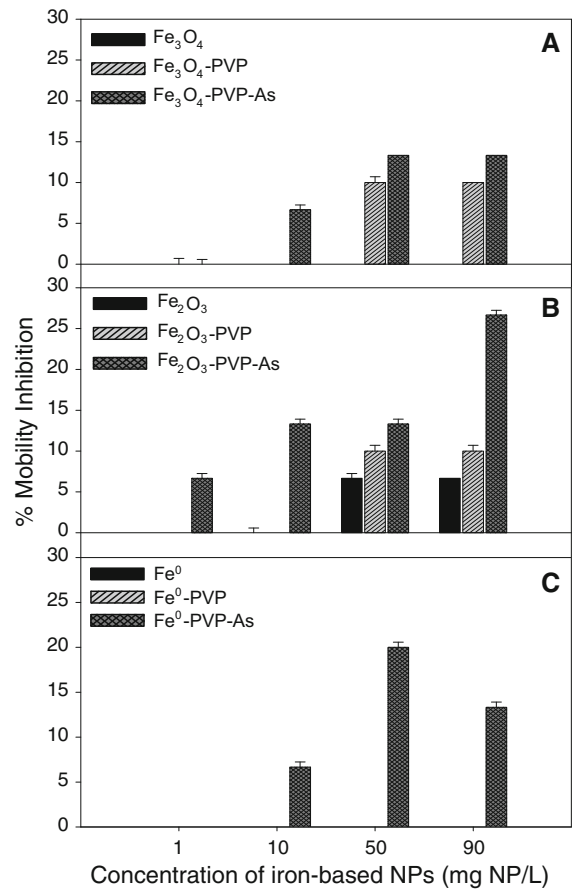 % Mobility Inhibition
30
25
20
15
10
5
0
Fe₃O₄
Fe₃O₄-PVP
Fe₃O₄-PVP-As
A
30
25
20
15
10
5
0
Fe₂O₃
Fe₂O₃-PVP
Fe₂O₃-PVP-As
B
30
25
20
15
10
5
0
Fe⁰
Fe⁰-PVP
Fe⁰-PVP-As
C
1 10 50 90
Concentration of iron-based NPs (mg NP/L)